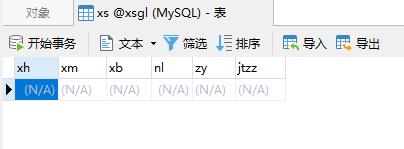 对象 xs @xsgl (MySQL) - 表
开始事务 文本 筛选 排序 导入 导出
xh xm xb nl zy jtzz
(N/A) (N/A) (N/A) (N/A) (N/A) (N/A)